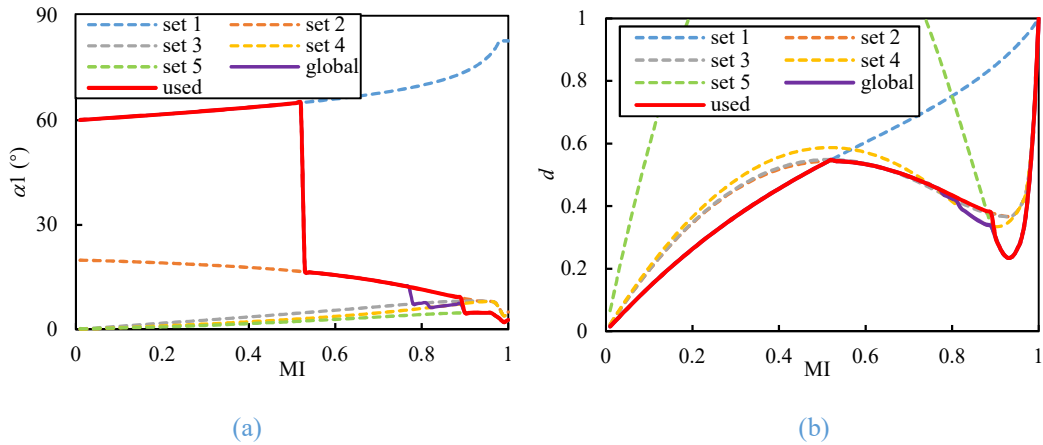 90
set 1 set 2
set 3 set 4
set 5 global
used
60
30
0
α1 (°)
0 0.2 0.4 0.6 0.8 1
MI
(a)
1
set 1 set 2
set 3 set 4
set 5 global
used
0.8
0.6
0.4
0.2
0
d
0 0.2 0.4 0.6 0.8 1
MI
(b)